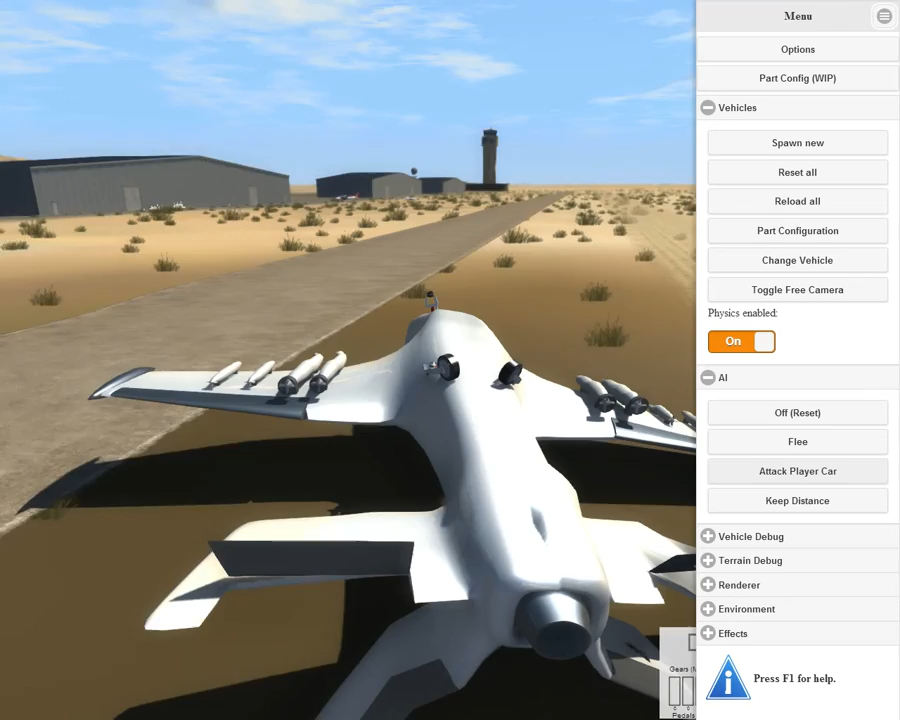 Menu
Options
Part Config (WIP)
Vehicles
Spawn new
Reset all
Reload all
Part Configuration
Change Vehicle
Toggle Free Camera
Physics enabled:
On
AI
Off (Reset)
Flee
Attack Player Car
Keep Distance
Vehicle Debug
Terrain Debug
Renderer
Environment
Effects
Press F1 for help.
Gears (M
Pedals